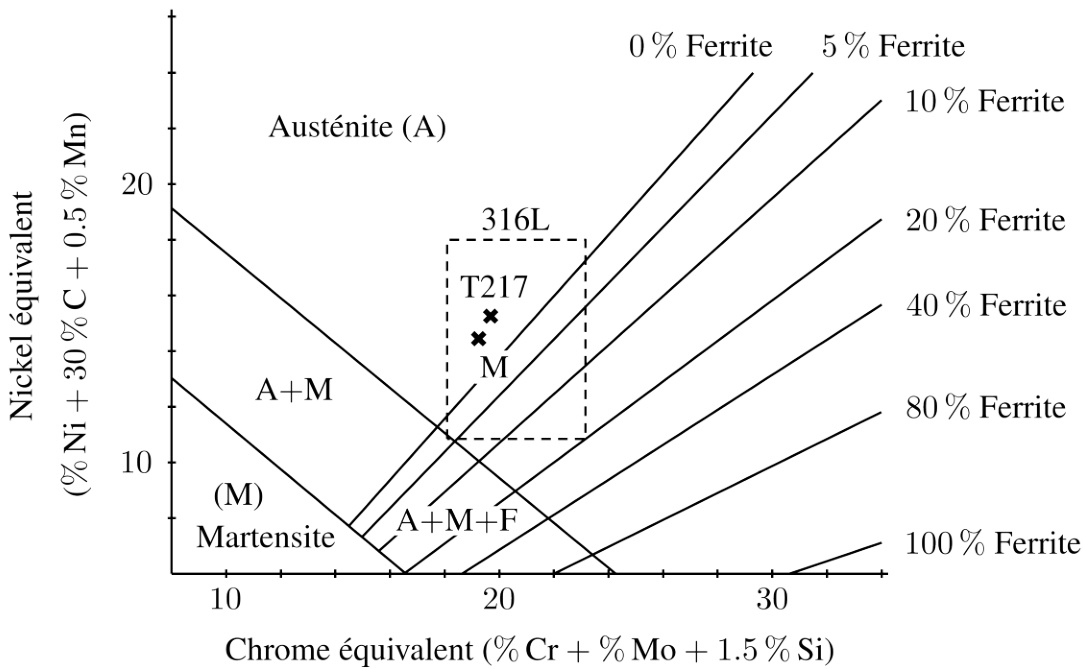 0 % Ferrite
5 % Ferrite
10 % Ferrite
Austénite (A)
20
316L
20 % Ferrite
T217
40 % Ferrite
M
A+M
80 % Ferrite
10
(M)
Martensite
A+M+F
100 % Ferrite
10
20
30
Nickel équivalent
(% Ni + 30 % C + 0.5 % Mn)
Chrome équivalent (% Cr + % Mo + 1.5 % Si)